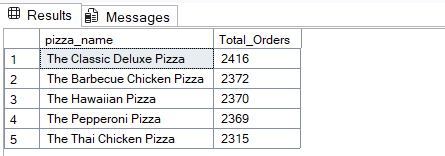 Results Messages
pizza_name Total_Orders
1 The Classic Deluxe Pizza 2416
2 The Barbecue Chicken Pizza 2372
3 The Hawaiian Pizza 2370
4 The Pepperoni Pizza 2369
5 The Thai Chicken Pizza 2315